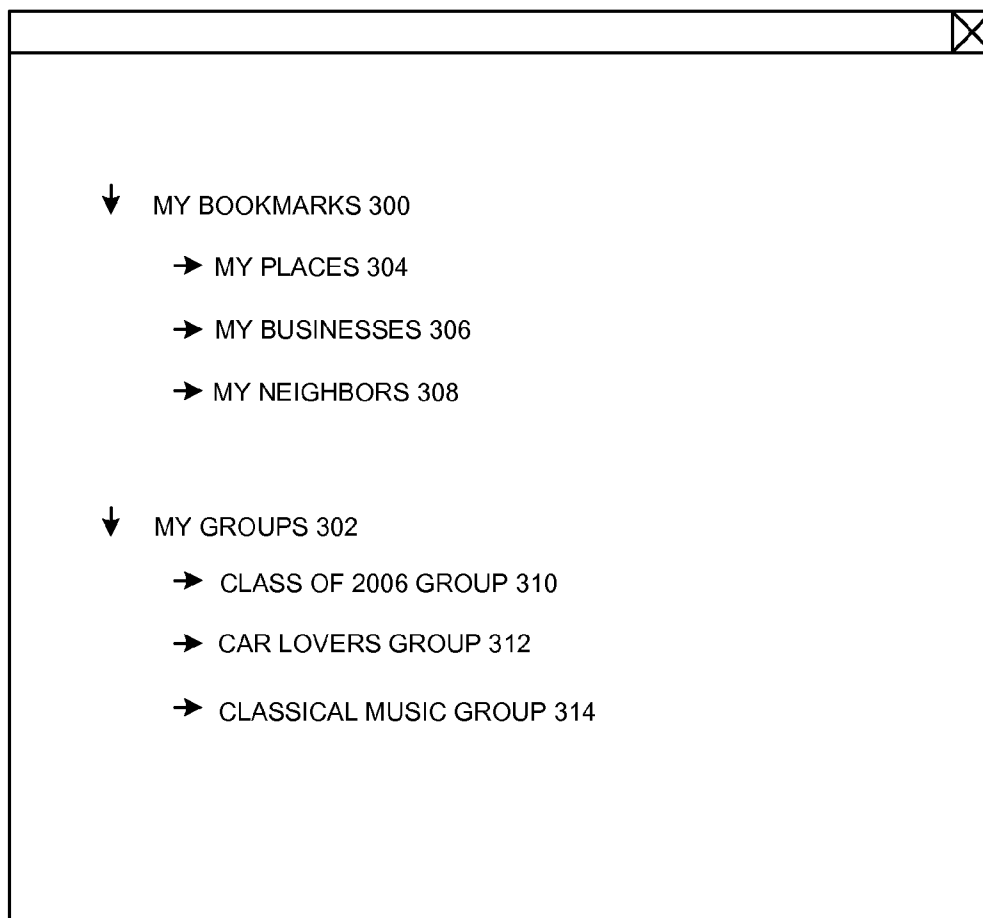 MY BOOKMARKS 300
MY PLACES 304
MY BUSINESSES 306
MY NEIGHBORS 308
MY GROUPS 302
CLASS OF 2006 GROUP 310
CAR LOVERS GROUP 312
CLASSICAL MUSIC GROUP 314